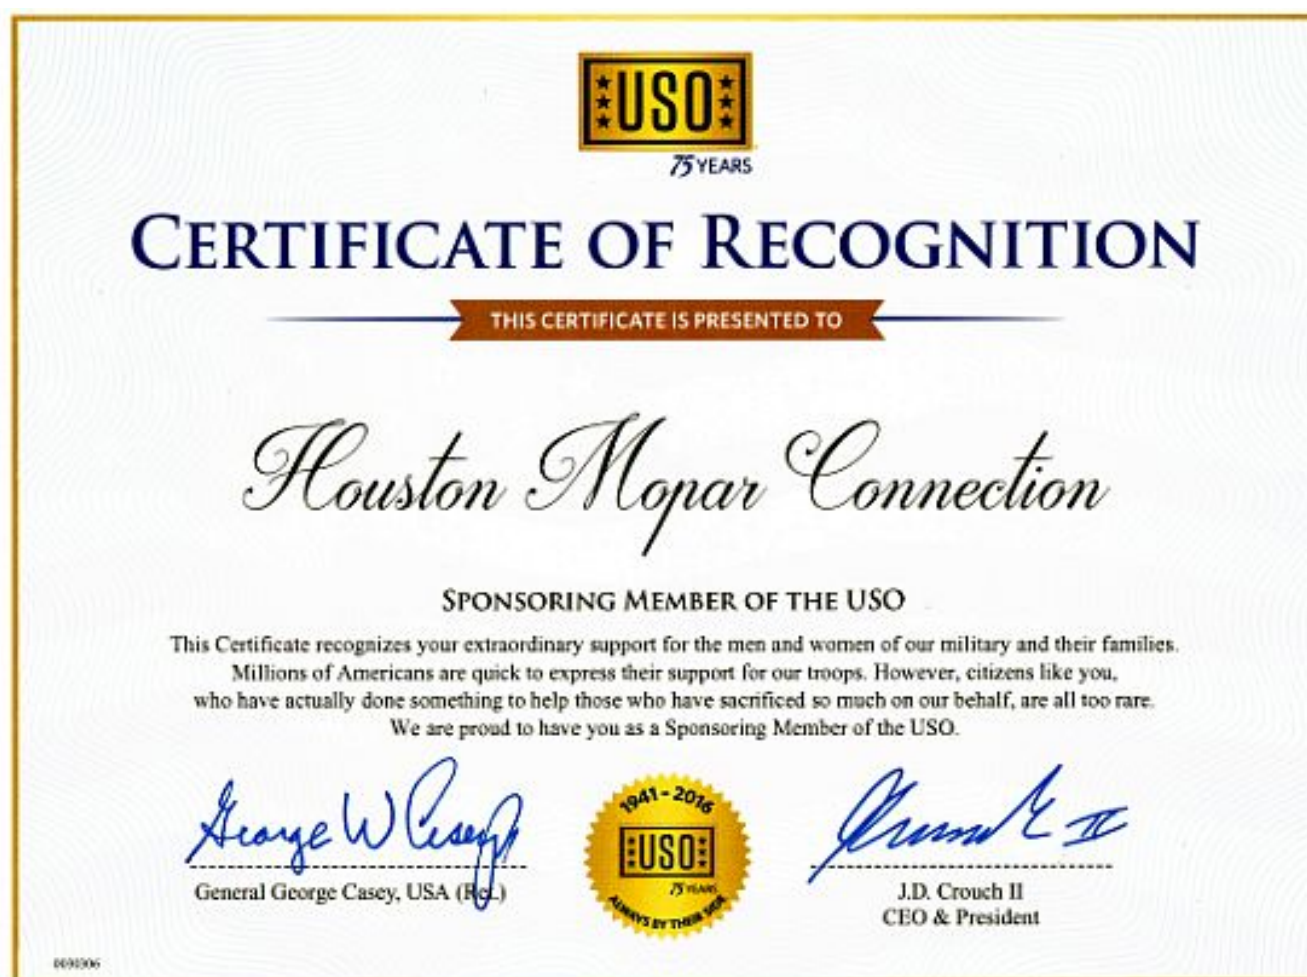 USO
75 YEARS
CERTIFICATE OF RECOGNITION
THIS CERTIFICATE IS PRESENTED TO
Houston Mopar Connection
SPONSORING MEMBER OF THE USO
This Certificate recognizes your extraordinary support for the men and women of our military and their families.
Millions of Americans are quick to express their support for our troops. However, citizens like you,
who have actually done something to help those who have sacrificed so much on our behalf, are all too rare.
We are proud to have you as a Sponsoring Member of the USO.
George W Casey Jr
General George Casey, USA (Ret.)
1941 - 2016
USO
75 YEARS
ALWAYS BY THEIR SIDE
J.D. Crouch II
CEO & President